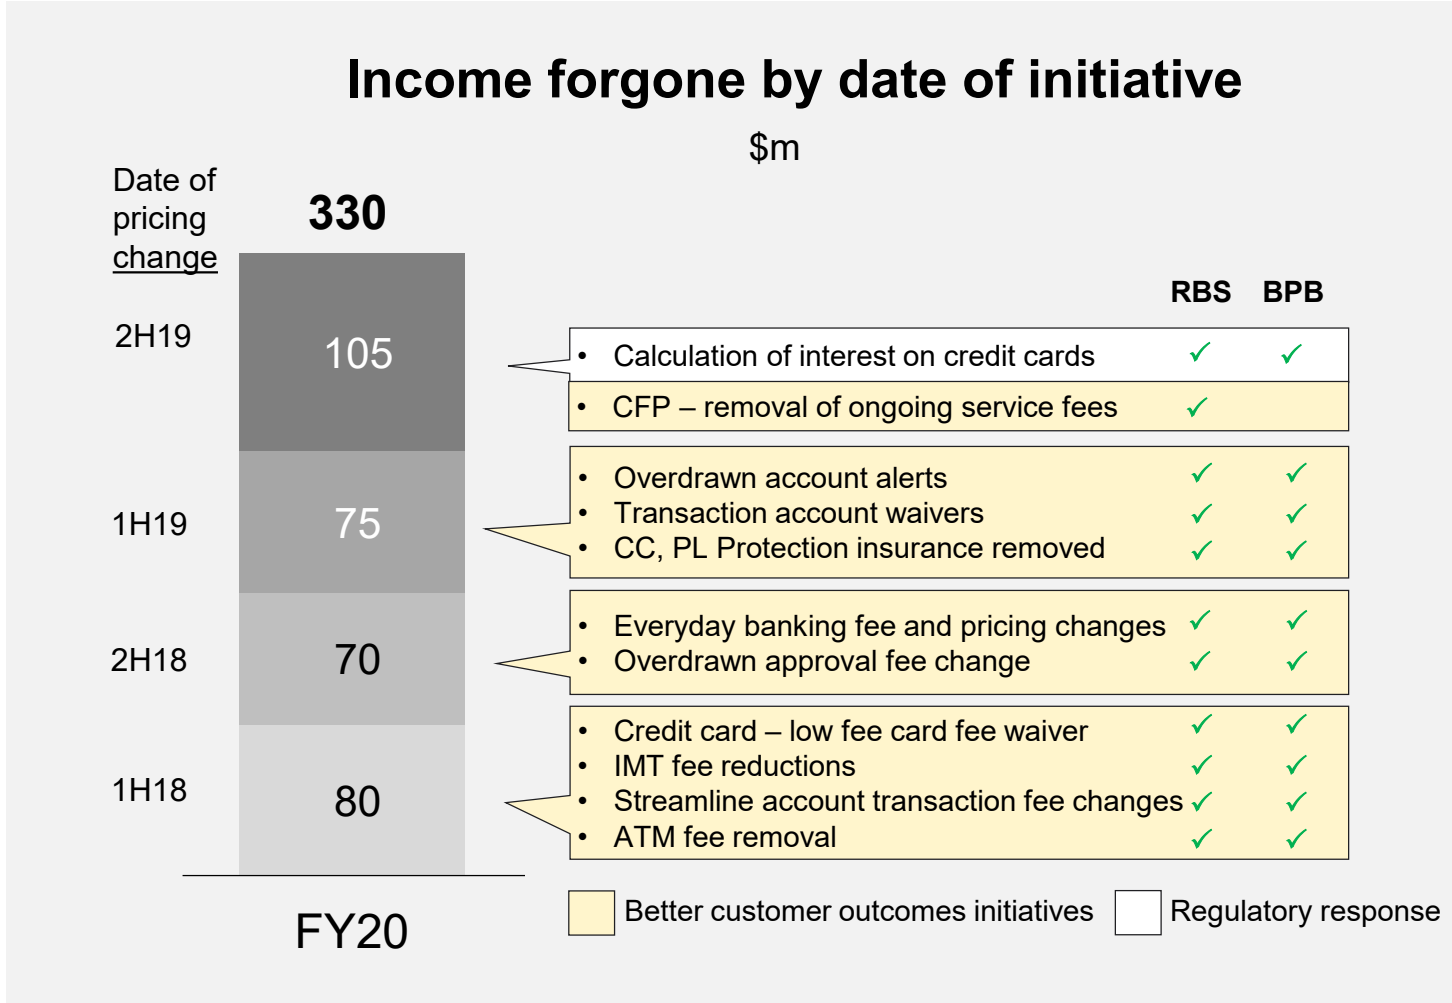 Income forgone by date of initiative
$m
Date of
pricing
change
330
RBS BPB
2H19
105
• Calculation of interest on credit cards ✓ ✓
• CFP – removal of ongoing service fees ✓
1H19
75
• Overdrawn account alerts ✓ ✓
• Transaction account waivers ✓ ✓
• CC, PL Protection insurance removed ✓ ✓
2H18
70
• Everyday banking fee and pricing changes ✓ ✓
• Overdrawn approval fee change ✓ ✓
1H18
80
• Credit card – low fee card fee waiver ✓ ✓
• IMT fee reductions ✓ ✓
• Streamline account transaction fee changes ✓ ✓
• ATM fee removal ✓ ✓
FY20
Better customer outcomes initiatives
Regulatory response